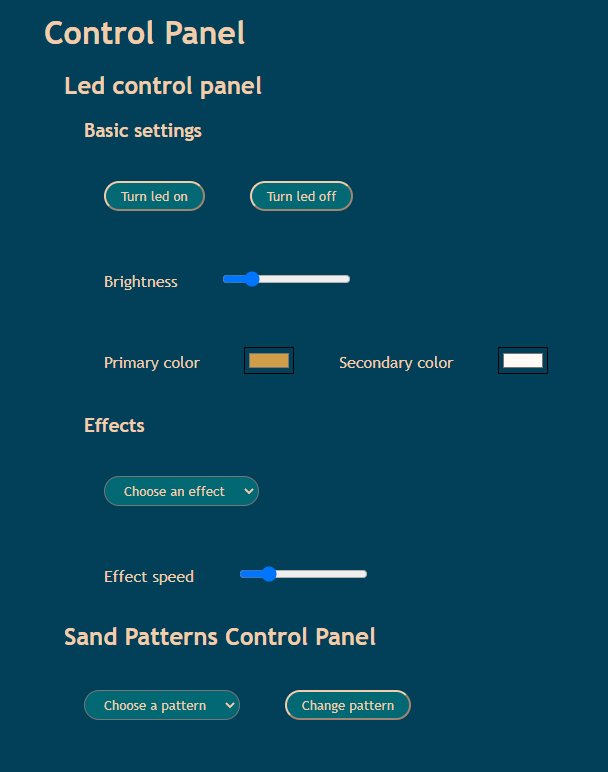 Control Panel
Led control panel
Basic settings
Turn led on Turn led off
Brightness
Primary color Secondary color
Effects
Choose an effect
Effect speed
Sand Patterns Control Panel
Choose a pattern Change pattern